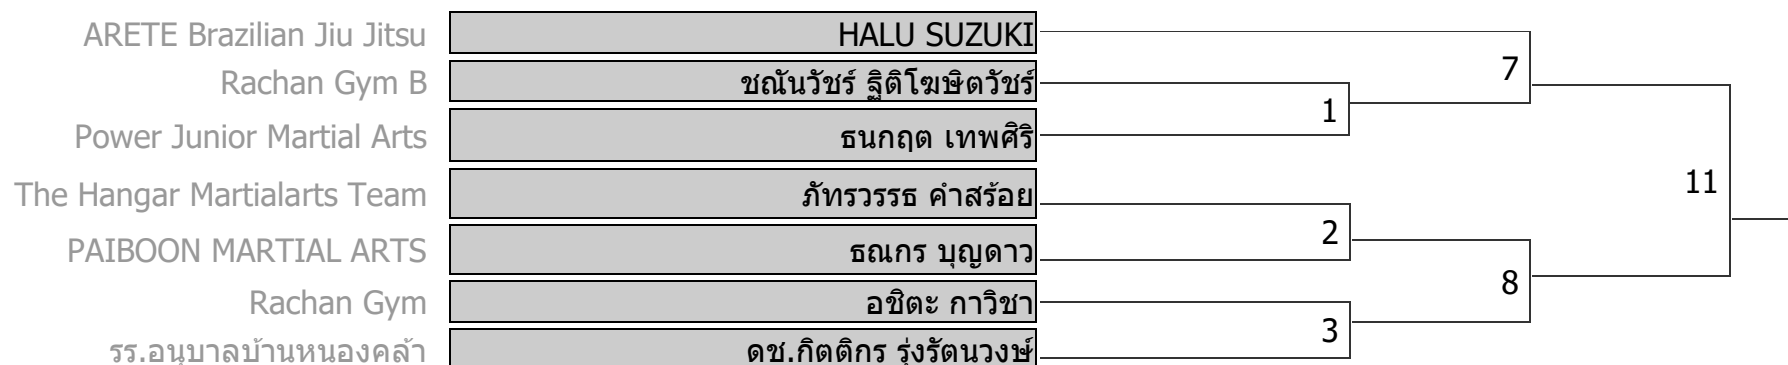 ARETE Brazilian Jiu Jitsu HALU SUZUKI
7
Rachan Gym B ชณันวัชร์ ฐิติโฆษิตวัชร์
1
Power Junior Martial Arts ธนกฤต เทพศิริ
11
The Hangar Martialarts Team ภัทรวรรธ คำสร้อย
2
PAIBOON MARTIAL ARTS ธณกร บุญดาว
8
Rachan Gym อชิตะ กาวิชา
3
รร.อนุบาลบ้านหนองคล้า ดช.กิตติกร รุ่งรัตนวงษ์